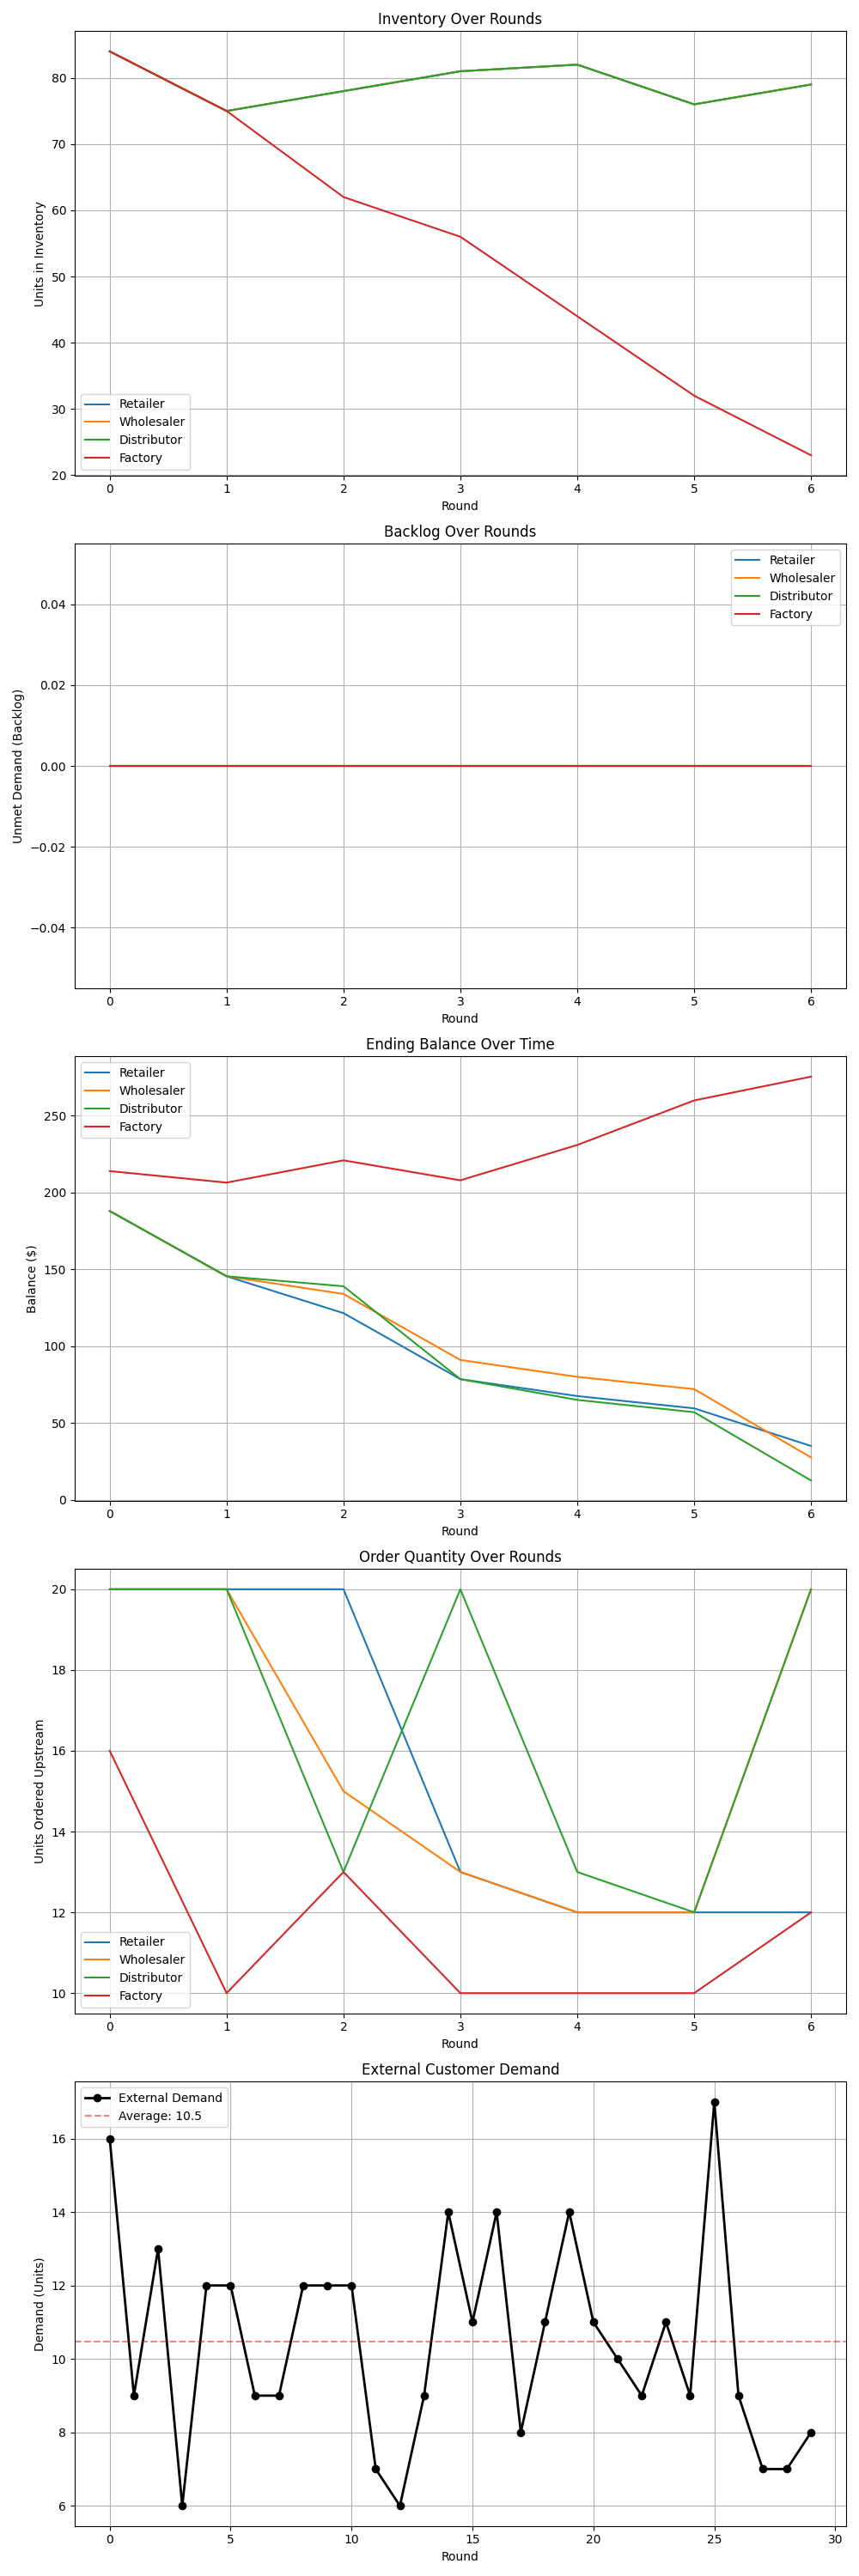 Inventory Over Rounds
Units in Inventory
80
70
60
50
40
30
20
Retailer
Wholesaler
Distributor
Factory
0 1 2 3 4 5 6
Round
Backlog Over Rounds
Unmet Demand (Backlog)
0.04
0.02
0.00
−0.02
−0.04
Retailer
Wholesaler
Distributor
Factory
0 1 2 3 4 5 6
Round
Ending Balance Over Time
Balance ($)
250
200
150
100
50
0
Retailer
Wholesaler
Distributor
Factory
0 1 2 3 4 5 6
Round
Order Quantity Over Rounds
Units Ordered Upstream
20
18
16
14
12
10
Retailer
Wholesaler
Distributor
Factory
0 1 2 3 4 5 6
Round
External Customer Demand
Demand (Units)
External Demand
Average: 10.5
16
14
12
10
8
6
0 5 10 15 20 25 30
Round